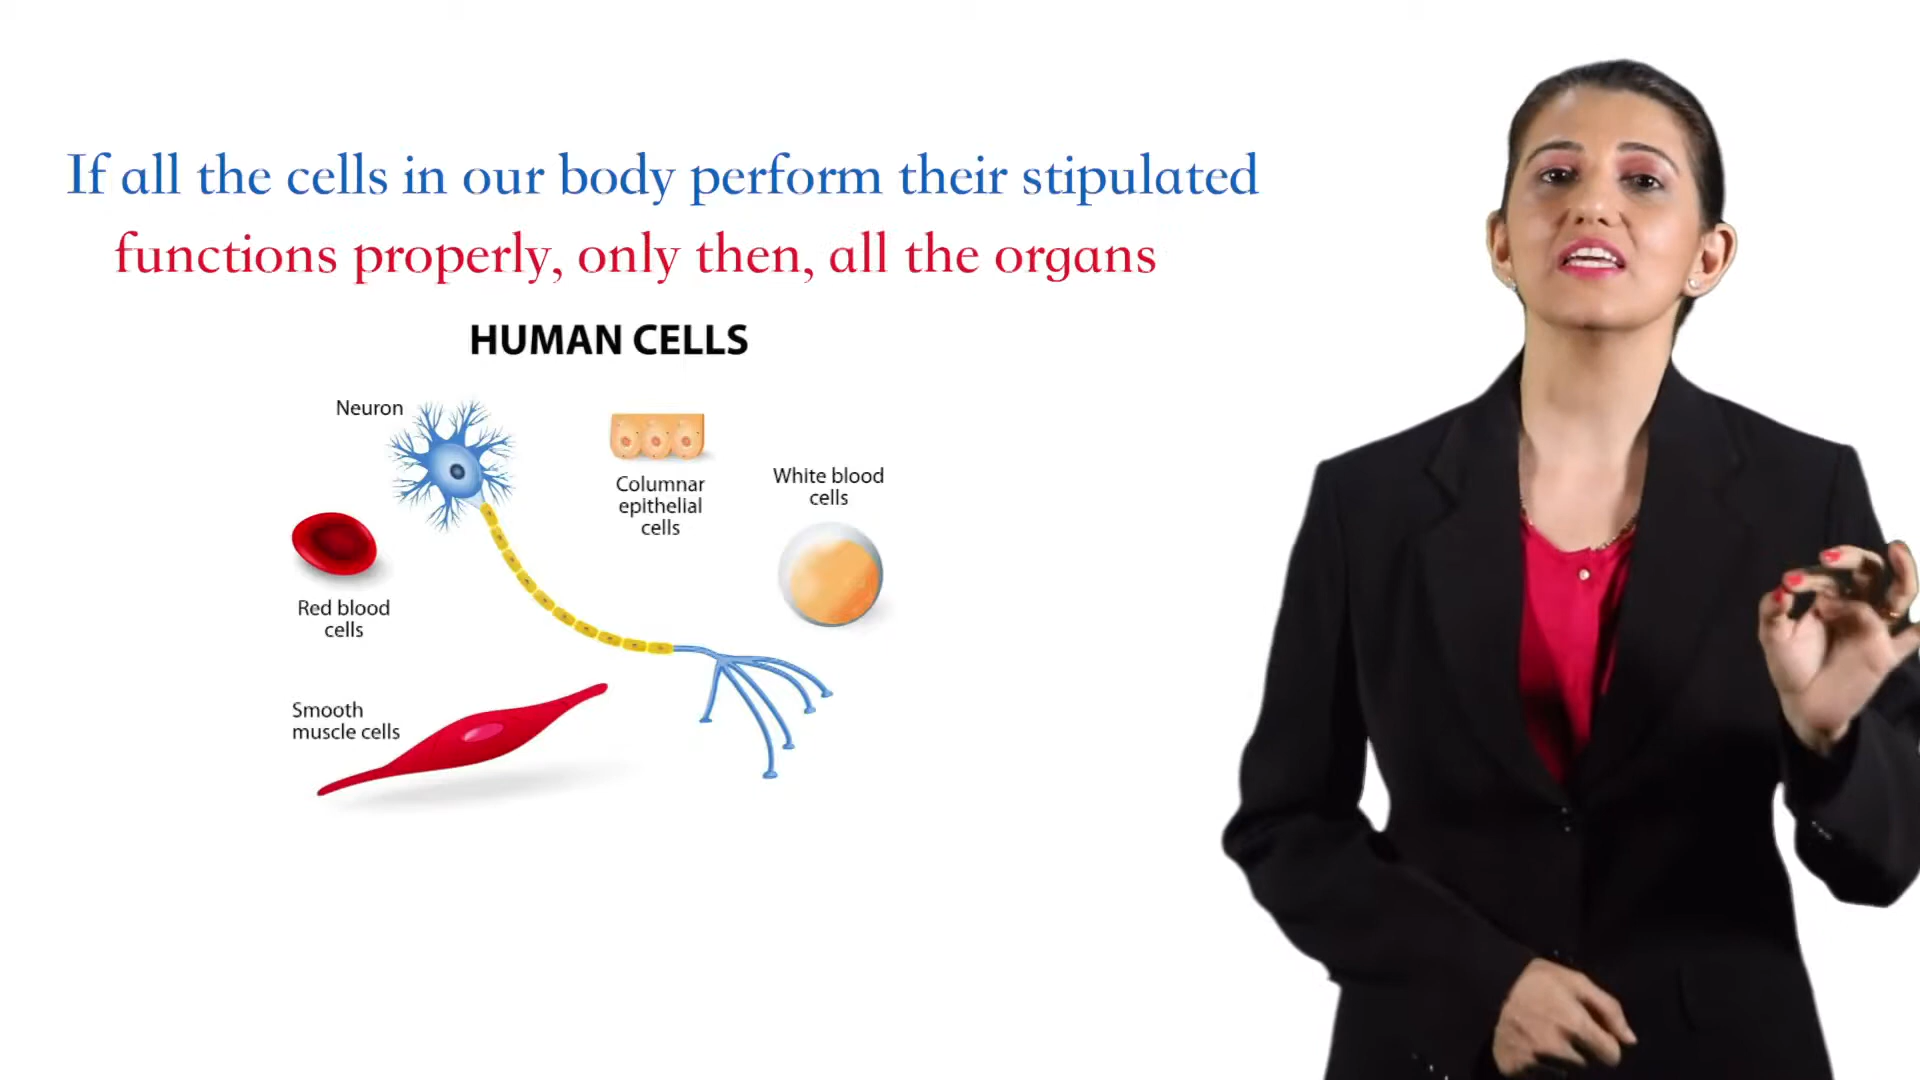 If all the cells in our body perform their stipulated
functions properly, only then, all the organs
HUMAN CELLS
Neuron
Columnar
epithelial
cells
White blood
cells
Red blood
cells
Smooth
muscle cells